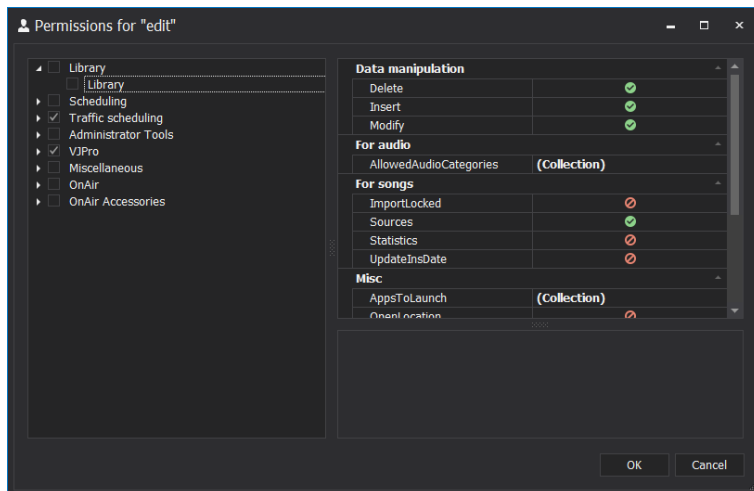 Permissions for "edit"
Library
Library
Scheduling
Traffic scheduling
Administrator Tools
VJPro
Miscellaneous
OnAir
OnAir Accessories
Data manipulation
Delete
Insert
Modify
For audio
AllowedAudioCategories (Collection)
For songs
ImportLocked
Sources
Statistics
UpdateInsDate
Misc
AppsToLaunch (Collection)
OpenLocation
OK Cancel